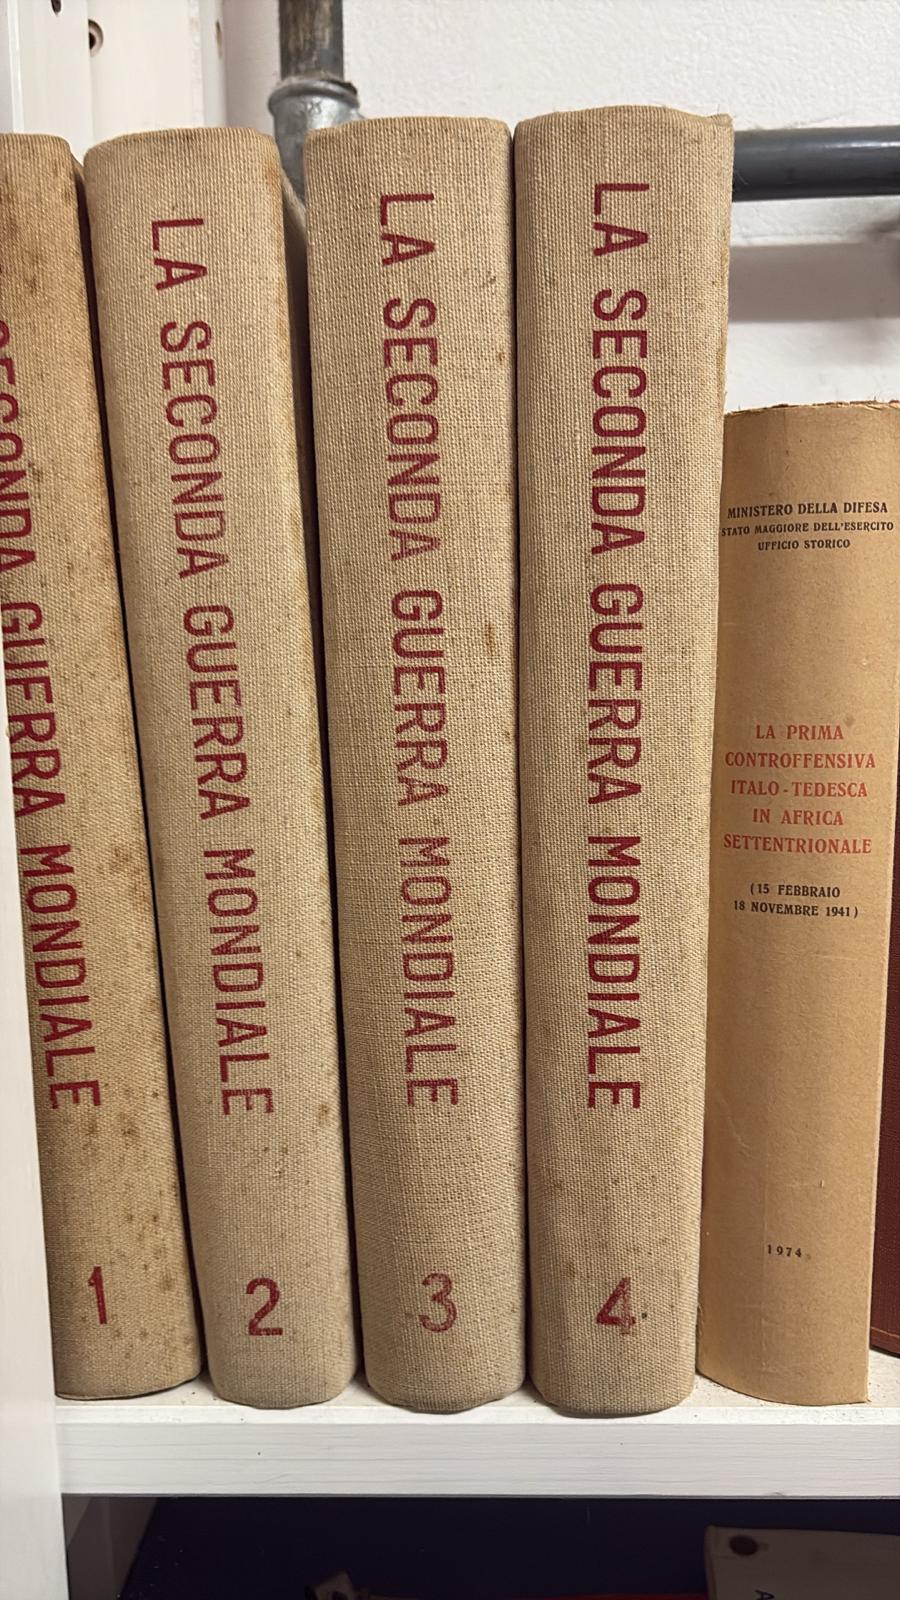 SECONDA GUERRA MONDIALE
1
LA SECONDA GUERRA MONDIALE
2
LA SECONDA GUERRA MONDIALE
3
LA SECONDA GUERRA MONDIALE
4
MINISTERO DELLA DIFESA
STATO MAGGIORE DELL'ESERCITO
UFFICIO STORICO
LA PRIMA
CONTROFFENSIVA
ITALO-TEDESCA
IN AFRICA
SETTENTRIONALE
(15 FEBBRAIO
18 NOVEMBRE 1941)
1974